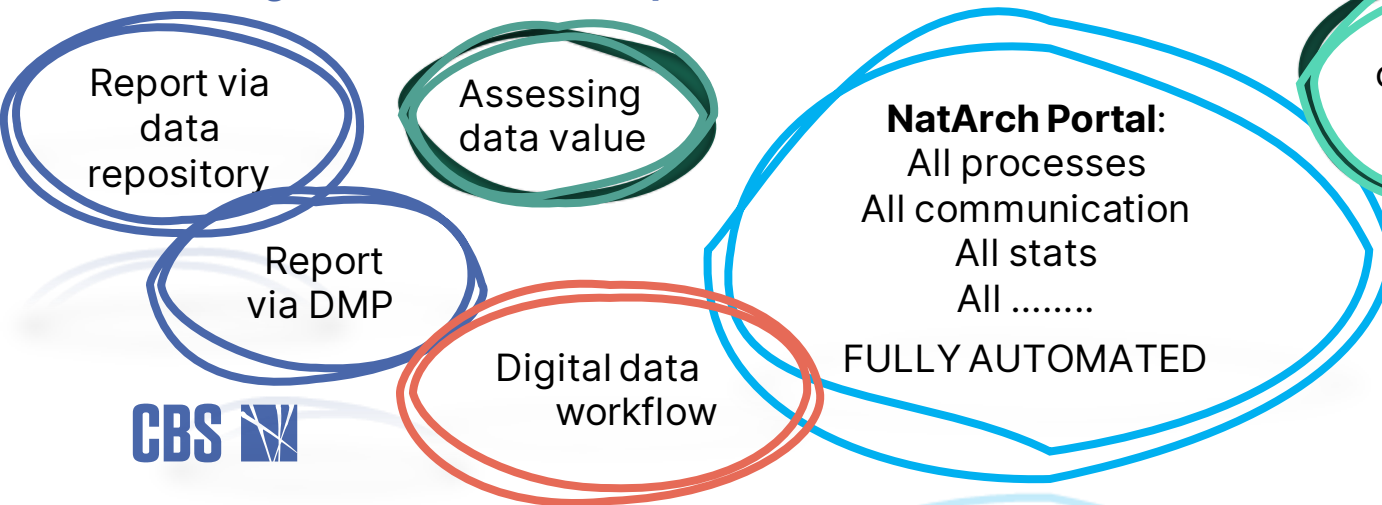 Report via
data
repository
Assessing
data value
NatArch Portal:
All processes
All communication
All stats
All ........
FULLY AUTOMATED
Report
via DMP
Digital data
workflow
CBS